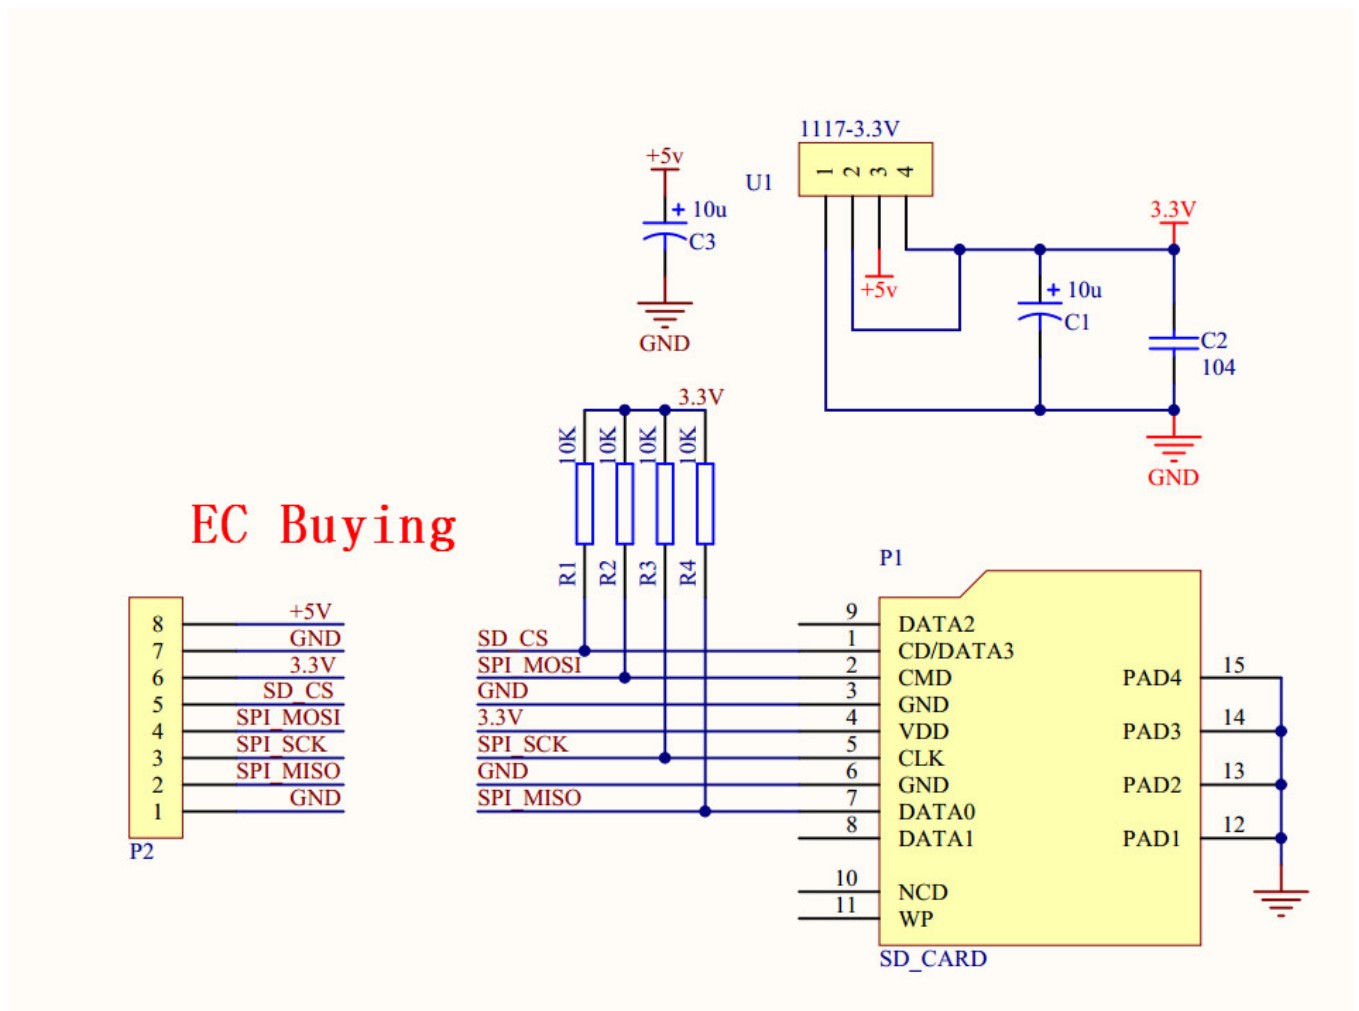 1117-3.3V
U1
1 2 3 4
+5v
+ 10u
C3
GND
+5v
3.3V
+ 10u
C1
C2
104
GND
3.3V
10K 10K 10K 10K
R1 R2 R3 R4
EC Buying
8 +5V
7 GND
6 3.3V
5 SD_CS
4 SPI_MOSI
3 SPI_SCK
2 SPI_MISO
1 GND
P2
P1
9 DATA2
SD_CS 1 CD/DATA3
SPI_MOSI 2 CMD
GND 3 GND
3.3V 4 VDD
SPI_SCK 5 CLK
GND 6 GND
SPI_MISO 7 DATA0
8 DATA1
10 NCD
11 WP
PAD4 15
PAD3 14
PAD2 13
PAD1 12
SD_CARD